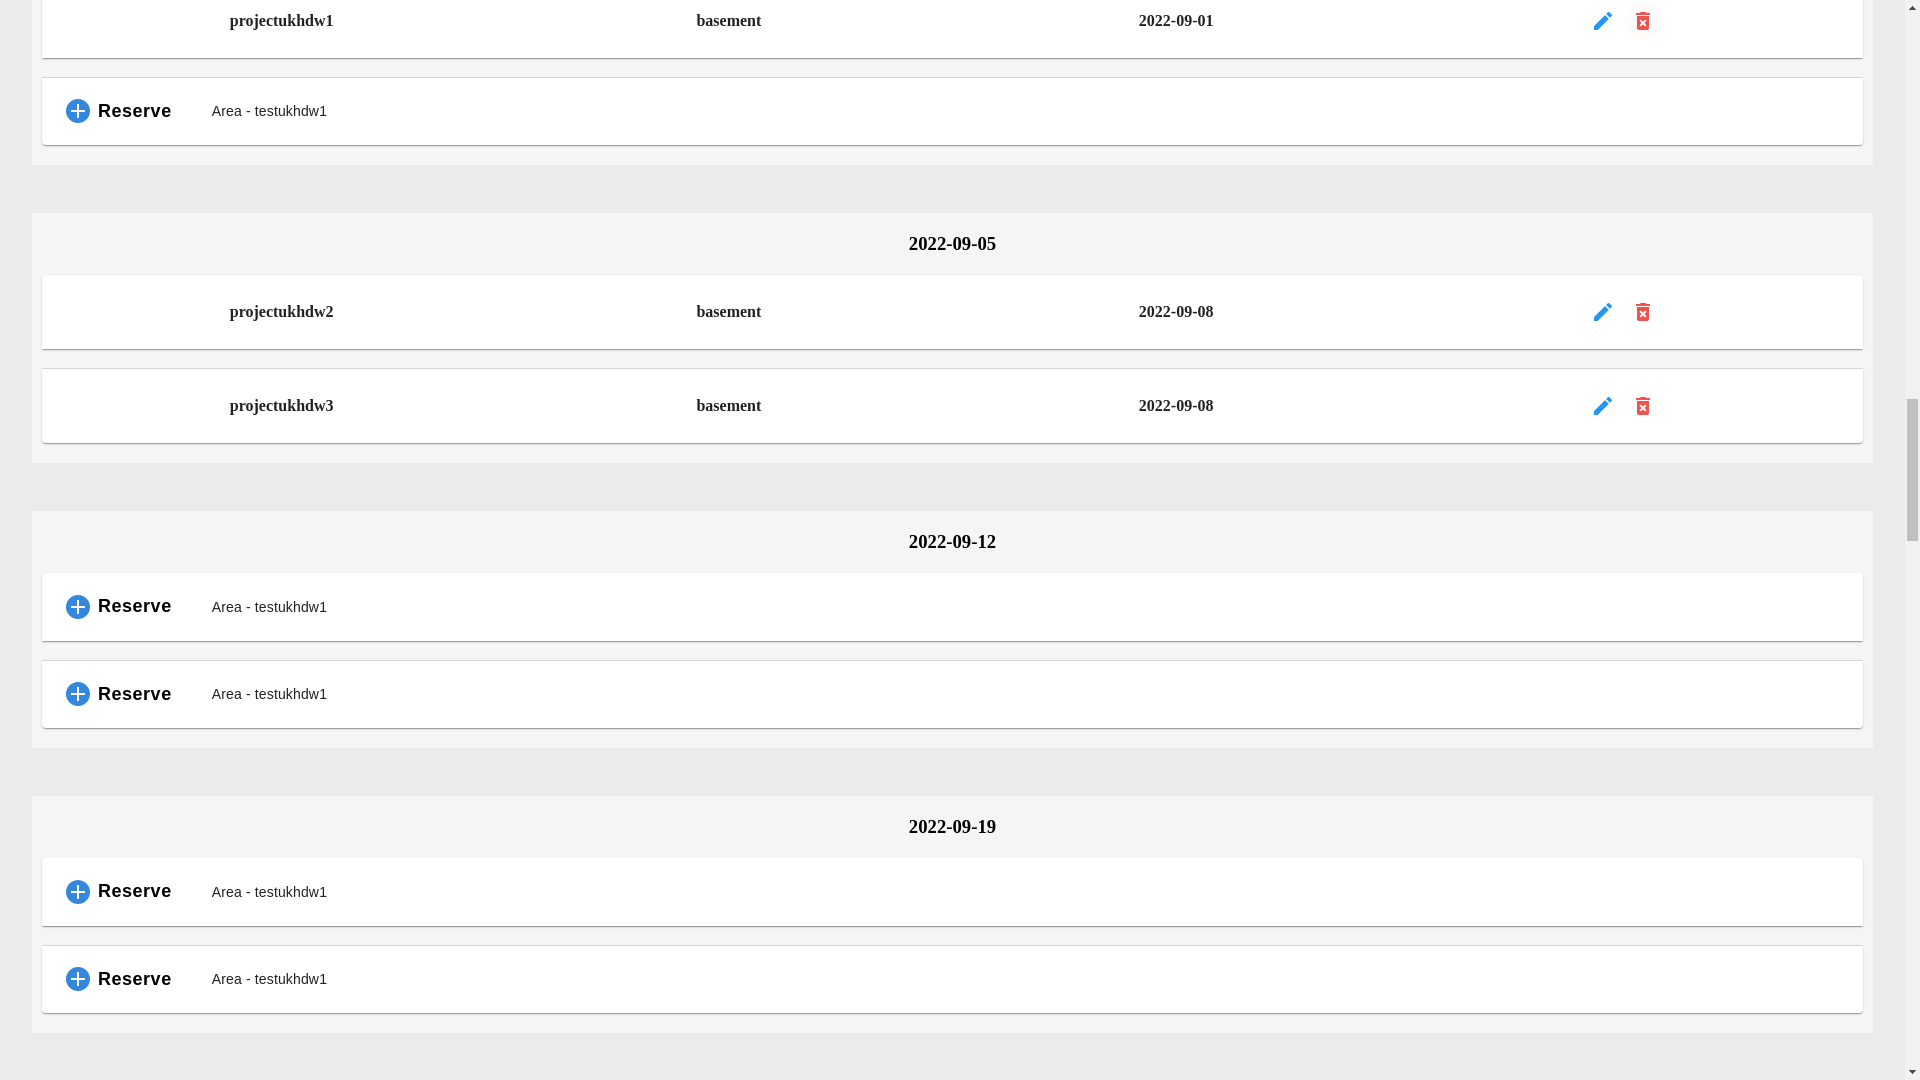 projectukhdw1 basement 2022-09-01
Reserve Area - testukhdw1
2022-09-05
projectukhdw2 basement 2022-09-08
projectukhdw3 basement 2022-09-08
2022-09-12
Reserve Area - testukhdw1
Reserve Area - testukhdw1
2022-09-19
Reserve Area - testukhdw1
Reserve Area - testukhdw1